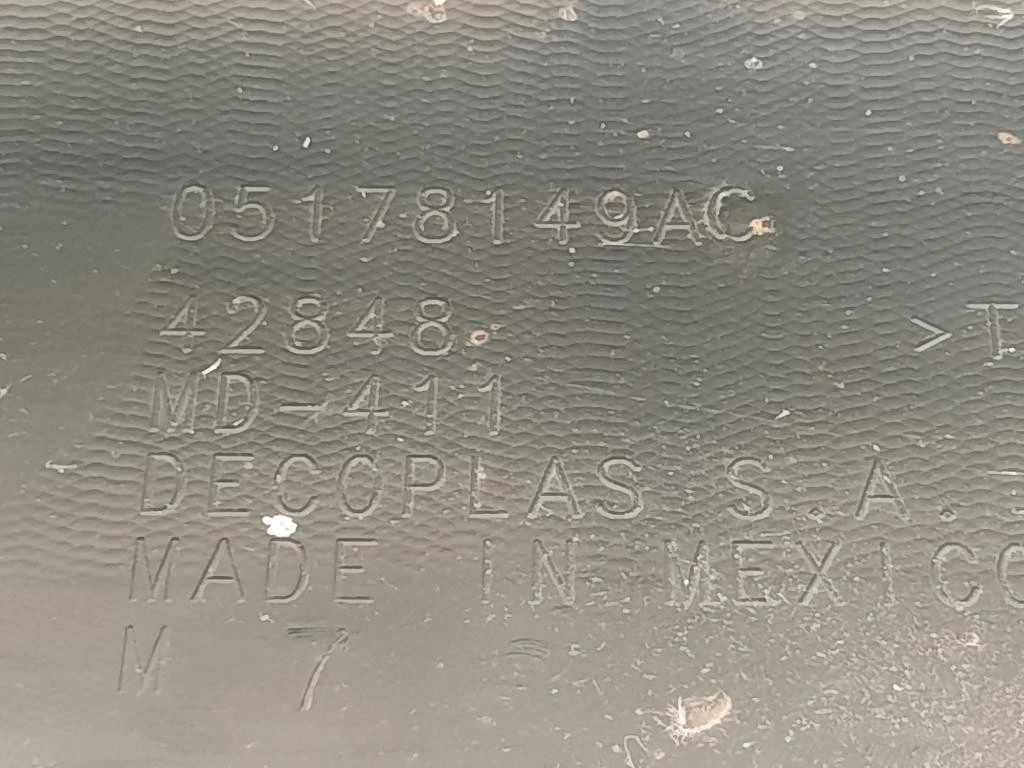 05178149AC
42848 >T
MD-411
DECOPLAS S.A.
MADE IN MEXICO
M 7